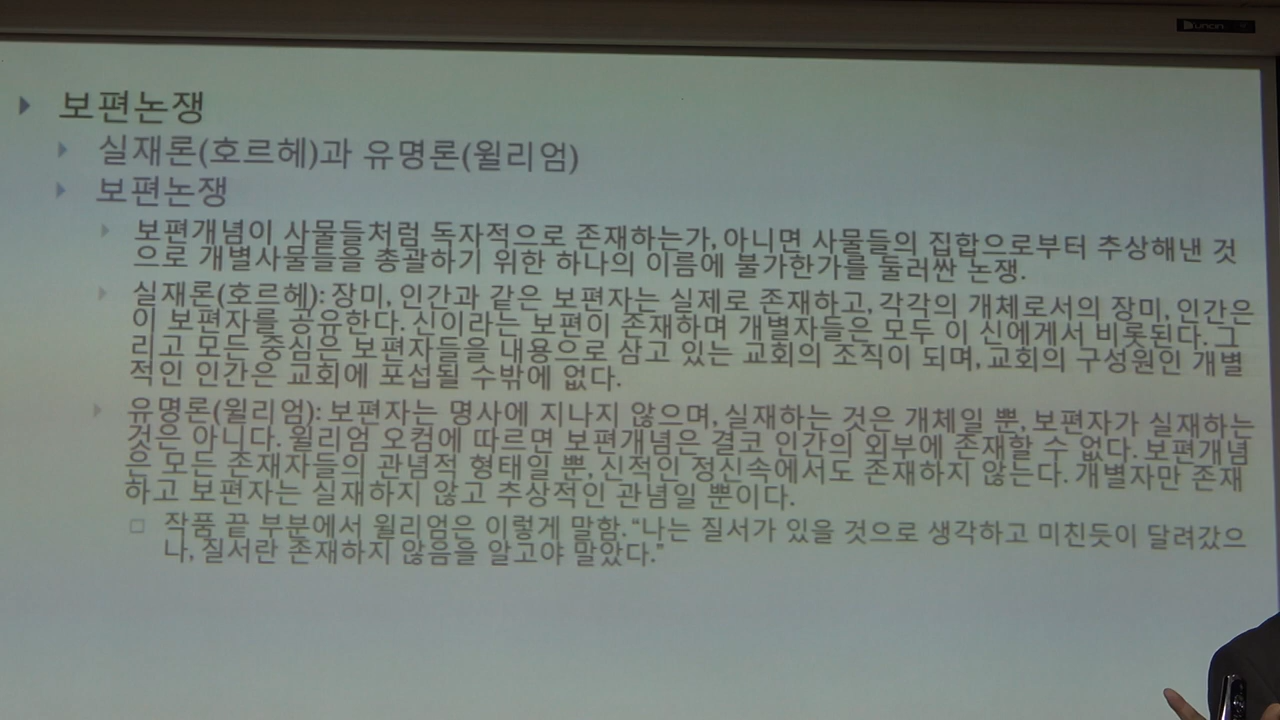 보편논쟁
실재론(호르헤)과 유명론(윌리엄)
보편논쟁
보편개념이 사물들처럼 독자적으로 존재하는가, 아니면 사물들의 집합으로부터 추상해낸 것
으로 개별사물들을 총괄하기 위한 하나의 이름에 불가한가를 둘러싼 논쟁.
실재론(호르헤): 장미, 인간과 같은 보편자는 실제로 존재하고, 각각의 개체로서의 장미, 인간은
이 보편자를 공유한다. 신이라는 보편이 존재하며 개별자들은 모두 이 신에게서 비롯된다. 그
리고 모든 중심은 보편자들을 내용으로 삼고 있는 교회의 조직이 되며, 교회의 구성원인 개별
적인 인간은 교회에 포섭될 수밖에 없다.
유명론(윌리엄): 보편자는 명사에 지나지 않으며, 실재하는 것은 개체일 뿐, 보편자가 실재하는
것은 아니다. 윌리엄 오컴에 따르면 보편개념은 결코 인간의 외부에 존재할 수 없다. 보편개념
은 모든 존재자들의 관념적 형태일 뿐, 신적인 정신속에서도 존재하지 않는다. 개별자만 존재
하고 보편자는 실재하지 않고 추상적인 관념일 뿐이다.
작품 끝 부분에서 윌리엄은 이렇게 말함. “나는 질서가 있을 것으로 생각하고 미친듯이 달려갔으
나, 질서란 존재하지 않음을 알고야 말았다.”